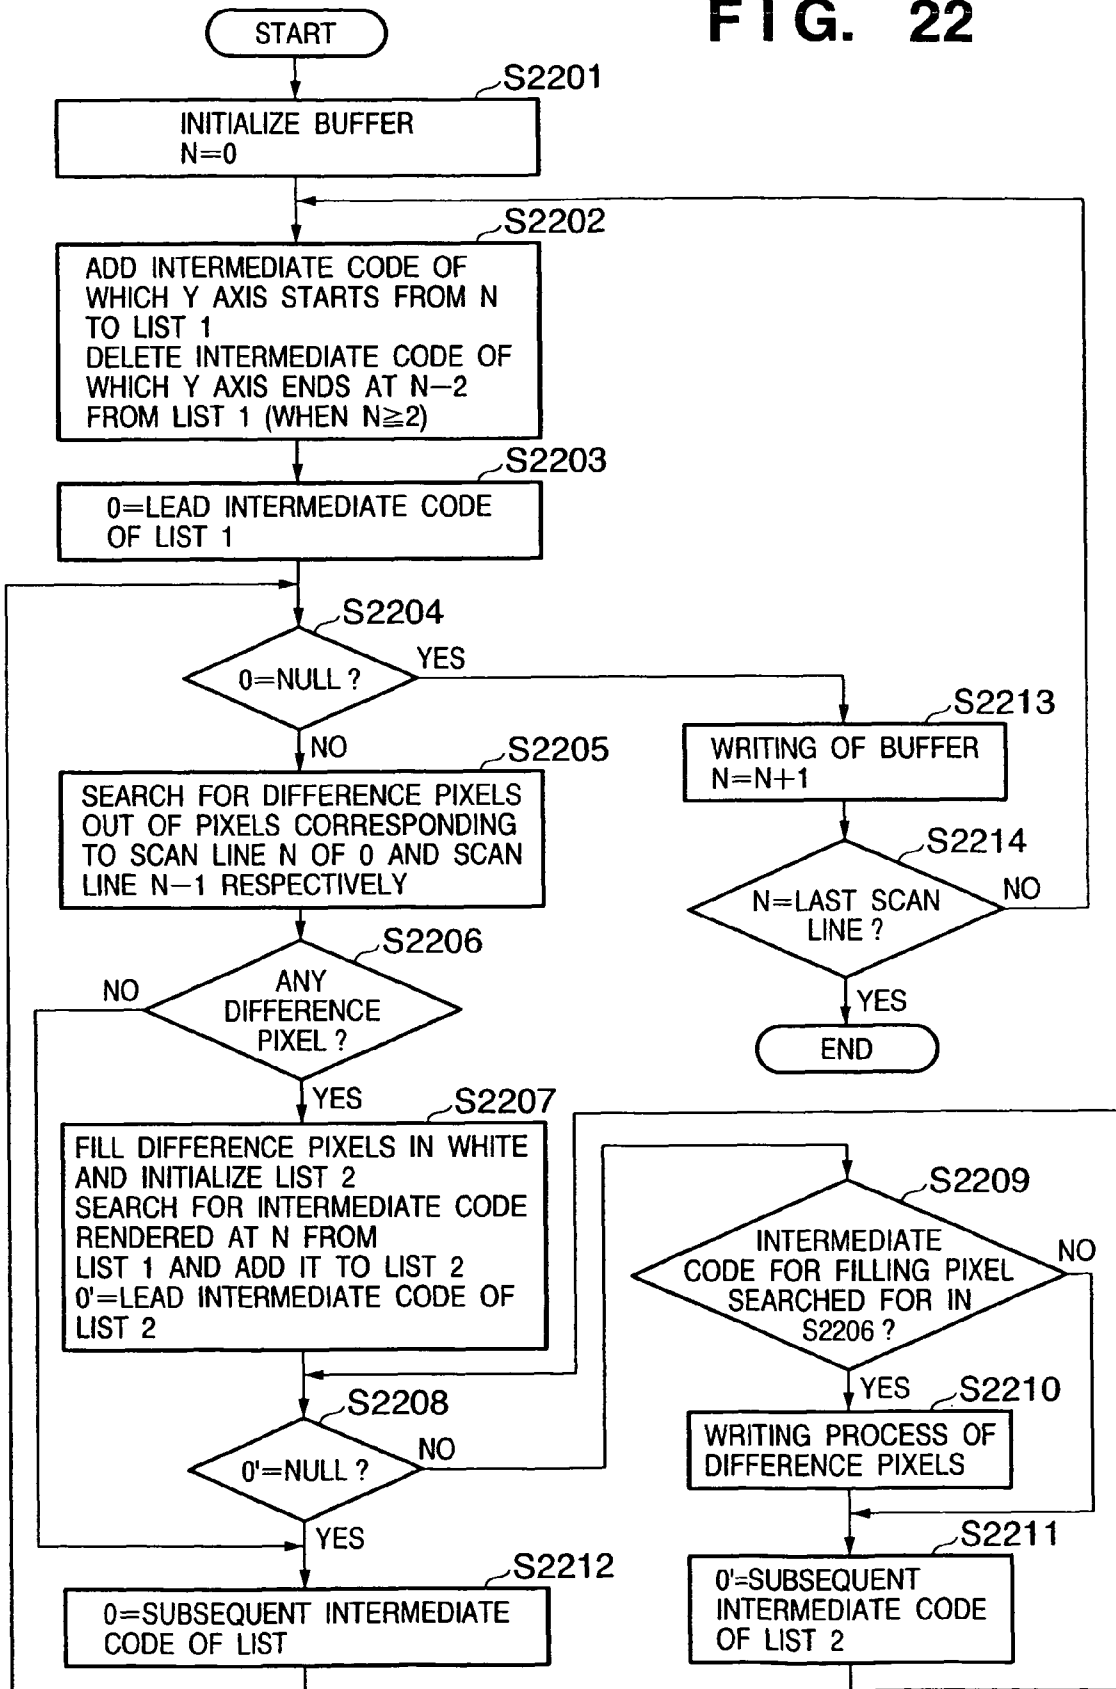 FIG. 22
START
S2201
INITIALIZE BUFFER
N=0
S2202
ADD INTERMEDIATE CODE OF
WHICH Y AXIS STARTS FROM N
TO LIST 1
DELETE INTERMEDIATE CODE OF
WHICH Y AXIS ENDS AT N−2
FROM LIST 1 (WHEN N≧2)
S2203
0=LEAD INTERMEDIATE CODE
OF LIST 1
S2204
0=NULL?
YES
NO
S2205
SEARCH FOR DIFFERENCE PIXELS
OUT OF PIXELS CORRESPONDING
TO SCAN LINE N OF 0 AND SCAN
LINE N−1 RESPECTIVELY
S2206
ANY
DIFFERENCE
PIXEL?
NO
YES
S2207
FILL DIFFERENCE PIXELS IN WHITE
AND INITIALIZE LIST 2
SEARCH FOR INTERMEDIATE CODE
RENDERED AT N FROM
LIST 1 AND ADD IT TO LIST 2
0'=LEAD INTERMEDIATE CODE OF
LIST 2
S2208
0'=NULL?
NO
YES
S2212
0=SUBSEQUENT INTERMEDIATE
CODE OF LIST
S2213
WRITING OF BUFFER
N=N+1
S2214
N=LAST SCAN
LINE?
NO
YES
END
S2209
INTERMEDIATE
CODE FOR FILLING PIXEL
SEARCHED FOR IN
S2206?
NO
YES
S2210
WRITING PROCESS OF
DIFFERENCE PIXELS
S2211
0'=SUBSEQUENT
INTERMEDIATE CODE
OF LIST 2